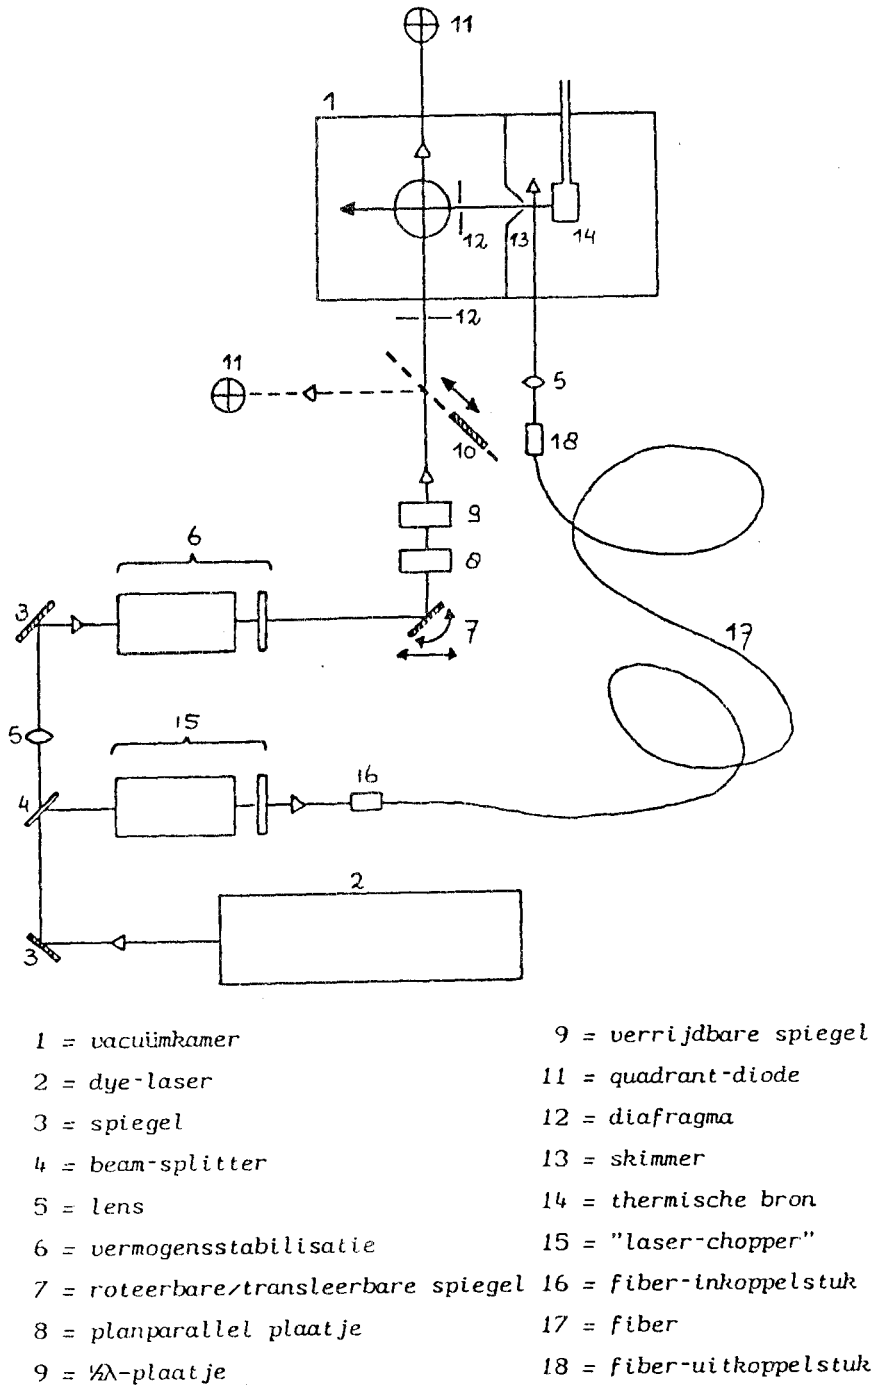 11
1
12
13
14
12
11
5
10
18
9
6
8
3
7
17
5
15
16
4
2
3
1 = vacuümkamer
2 = dye-laser
3 = spiegel
4 = beam-splitter
5 = lens
6 = vermogensstabilisatie
7 = roteerbare/transleerbare spiegel
8 = planparallel plaatje
9 = ½λ-plaatje
9 = verrijdbare spiegel
11 = quadrant-diode
12 = diafragma
13 = skimmer
14 = thermische bron
15 = "laser-chopper"
16 = fiber-inkoppelstuk
17 = fiber
18 = fiber-uitkoppelstuk